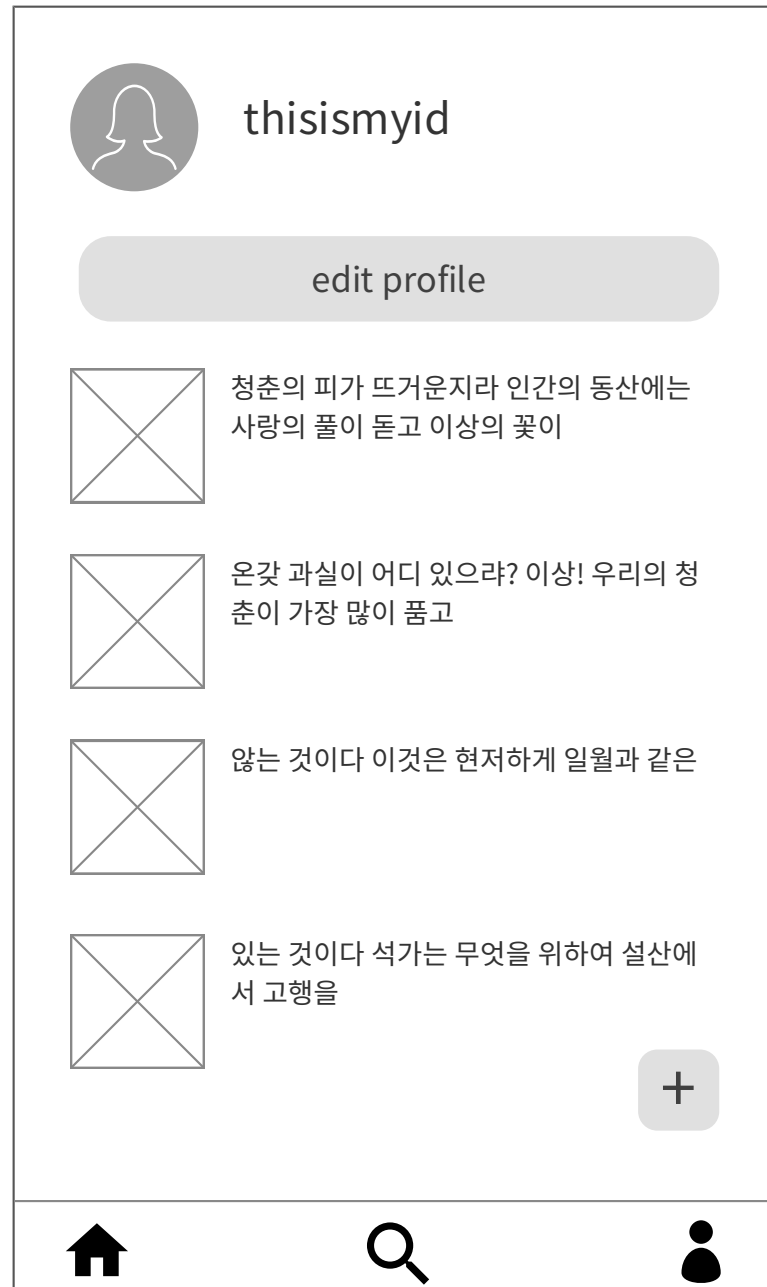 thisismyid
edit profile
청춘의 피가 뜨거운지라 인간의 동산에는
사랑의 풀이 돋고 이상의 꽃이
온갖 과실이 어디 있으랴? 이상! 우리의 청
춘이 가장 많이 품고
않는 것이다 이것은 현저하게 일월과 같은
있는 것이다 석가는 무엇을 위하여 설산에
서 고행을
+